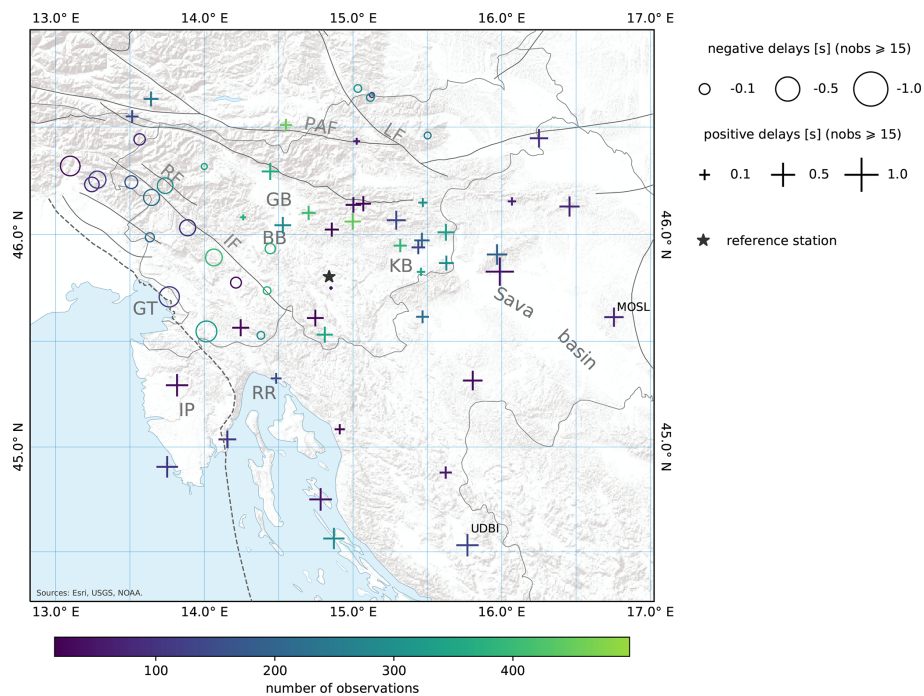 13.0° E 14.0° E 15.0° E 16.0° E 17.0° E
negative delays [s] (nobs ⩾ 15)
-0.1 -0.5 -1.0
positive delays [s] (nobs ⩾ 15)
0.1 0.5 1.0
reference station
PAF
LF
RF
GB
46.0° N
46.0° N
BB
IF
KB
Sava
GT
MOSL
basin
RR
IP
45.0° N
45.0° N
UDBI
Sources: Esri, USGS, NOAA.
13.0° E 14.0° E 15.0° E 16.0° E 17.0° E
100 200 300 400
number of observations